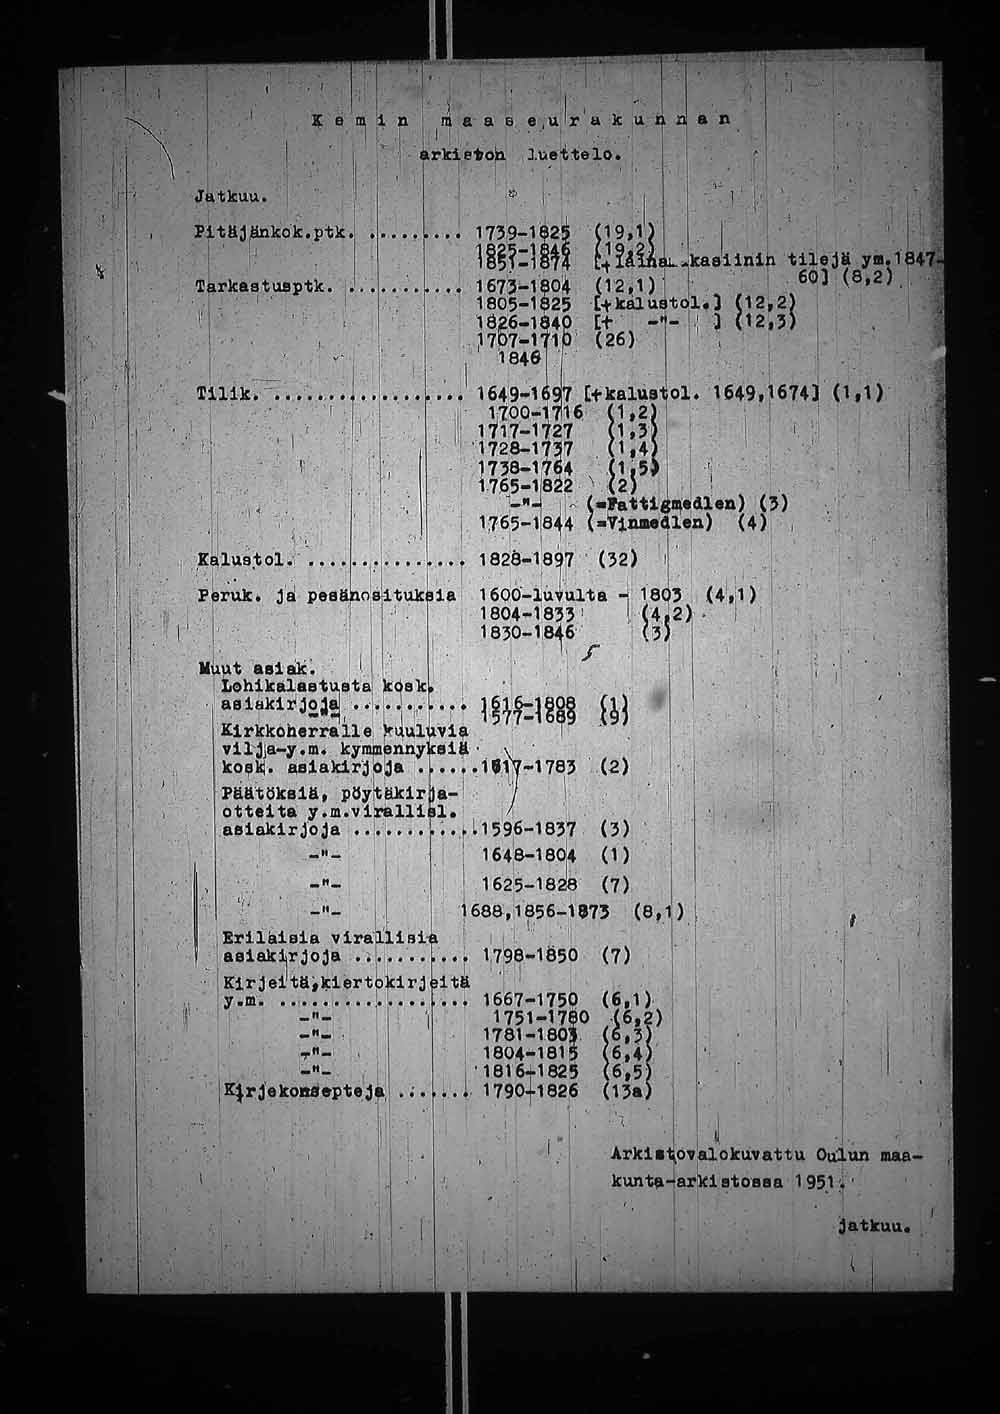 Kemin maaseurakunnan
arkiston luettelo.
Jatkuu.
Pitäjänkok.ptk. .......... 1739-1825 (19,1)
1825-1846 (19,2)
1851-1874 [+ lainamakasiinin tilejä ym.1847-
60] (8,2)
Tarkastusptk. ........... 1673-1804 (12,1)
1805-1825 [+kalustol.] (12,2)
1826-1840 [+ -"- ] (12,3)
1707-1710 (26)
1846
Tilik. .................. 1649-1697 [+kalustol. 1649,1674] (1,1)
1700-1716 (1,2)
1717-1727 (1,3)
1728-1737 (1,4)
1738-1764 (1,5)
1765-1822 (2)
-"- (=Fattigmedlen) (3)
1765-1844 (=Vinmedlen) (4)
Kalustol. ............... 1828-1897 (32)
Peruk. ja pesänosituksia 1600-luvulta - 1803 (4,1)
1804-1833 (4,2)
1830-1846 (3)
5
Muut asiak.
Lohikalastusta kosk.
asiakirjoja ........... 1616-1808 (1)
-"- 1577-1689 (9)
Kirkkoherralle kuuluvia
vilja-y.m. kymmennyksiä
kosk. asiakirjoja ......1617-1783 (2)
Päätöksiä, pöytäkirja-
otteita y.m.virallisl.
asiakirjoja ............1596-1837 (3)
-"- 1648-1804 (1)
-"- 1625-1828 (7)
-"- 1688,1856-1873 (8,1)
Erilaisia virallisia
asiakirjoja ........... 1798-1850 (7)
Kirjeitä,kiertokirjeitä
y.m. .................. 1667-1750 (6,1)
-"- 1751-1780 (6,2)
-"- 1781-1803 (6,3)
-"- 1804-1815 (6,4)
-"- 1816-1825 (6,5)
Kirjekonsepteja ....... 1790-1826 (13a)
Arkistovalokuvattu Oulun maa-
kunta-arkistossa 1951.
jatkuu.